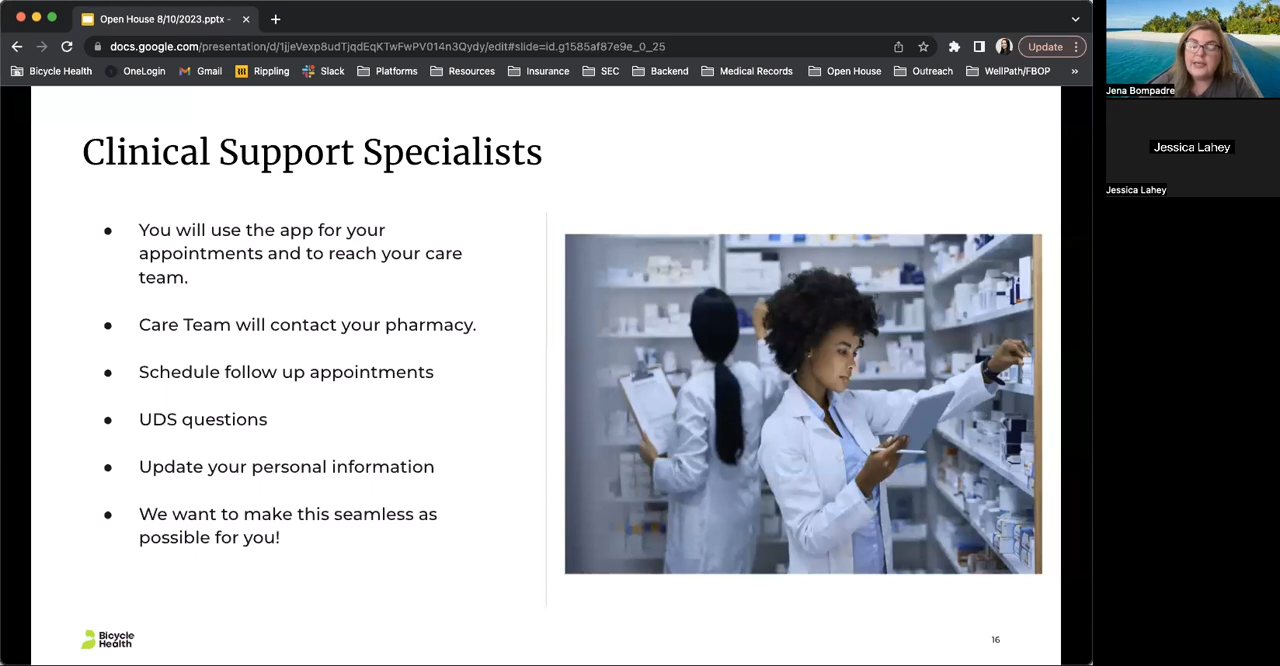 Open House 8/10/2023.pptx -
docs.google.com/presentation/d/1jjeVexp8udTjqdEqKTwFwPV014n3Qydy/edit#slide=id.g1585af87e9e_0_25
Update
Bicycle Health
OneLogin
Gmail
Rippling
Slack
Platforms
Resources
Insurance
SEC
Backend
Medical Records
Open House
Outreach
WellPath/FBOP
»
Clinical Support Specialists
● You will use the app for your
appointments and to reach your care
team.
● Care Team will contact your pharmacy.
● Schedule follow up appointments
● UDS questions
● Update your personal information
● We want to make this seamless as
possible for you!
Bicycle
Health
16
Jena Bompadre
Jessica Lahey
Jessica Lahey